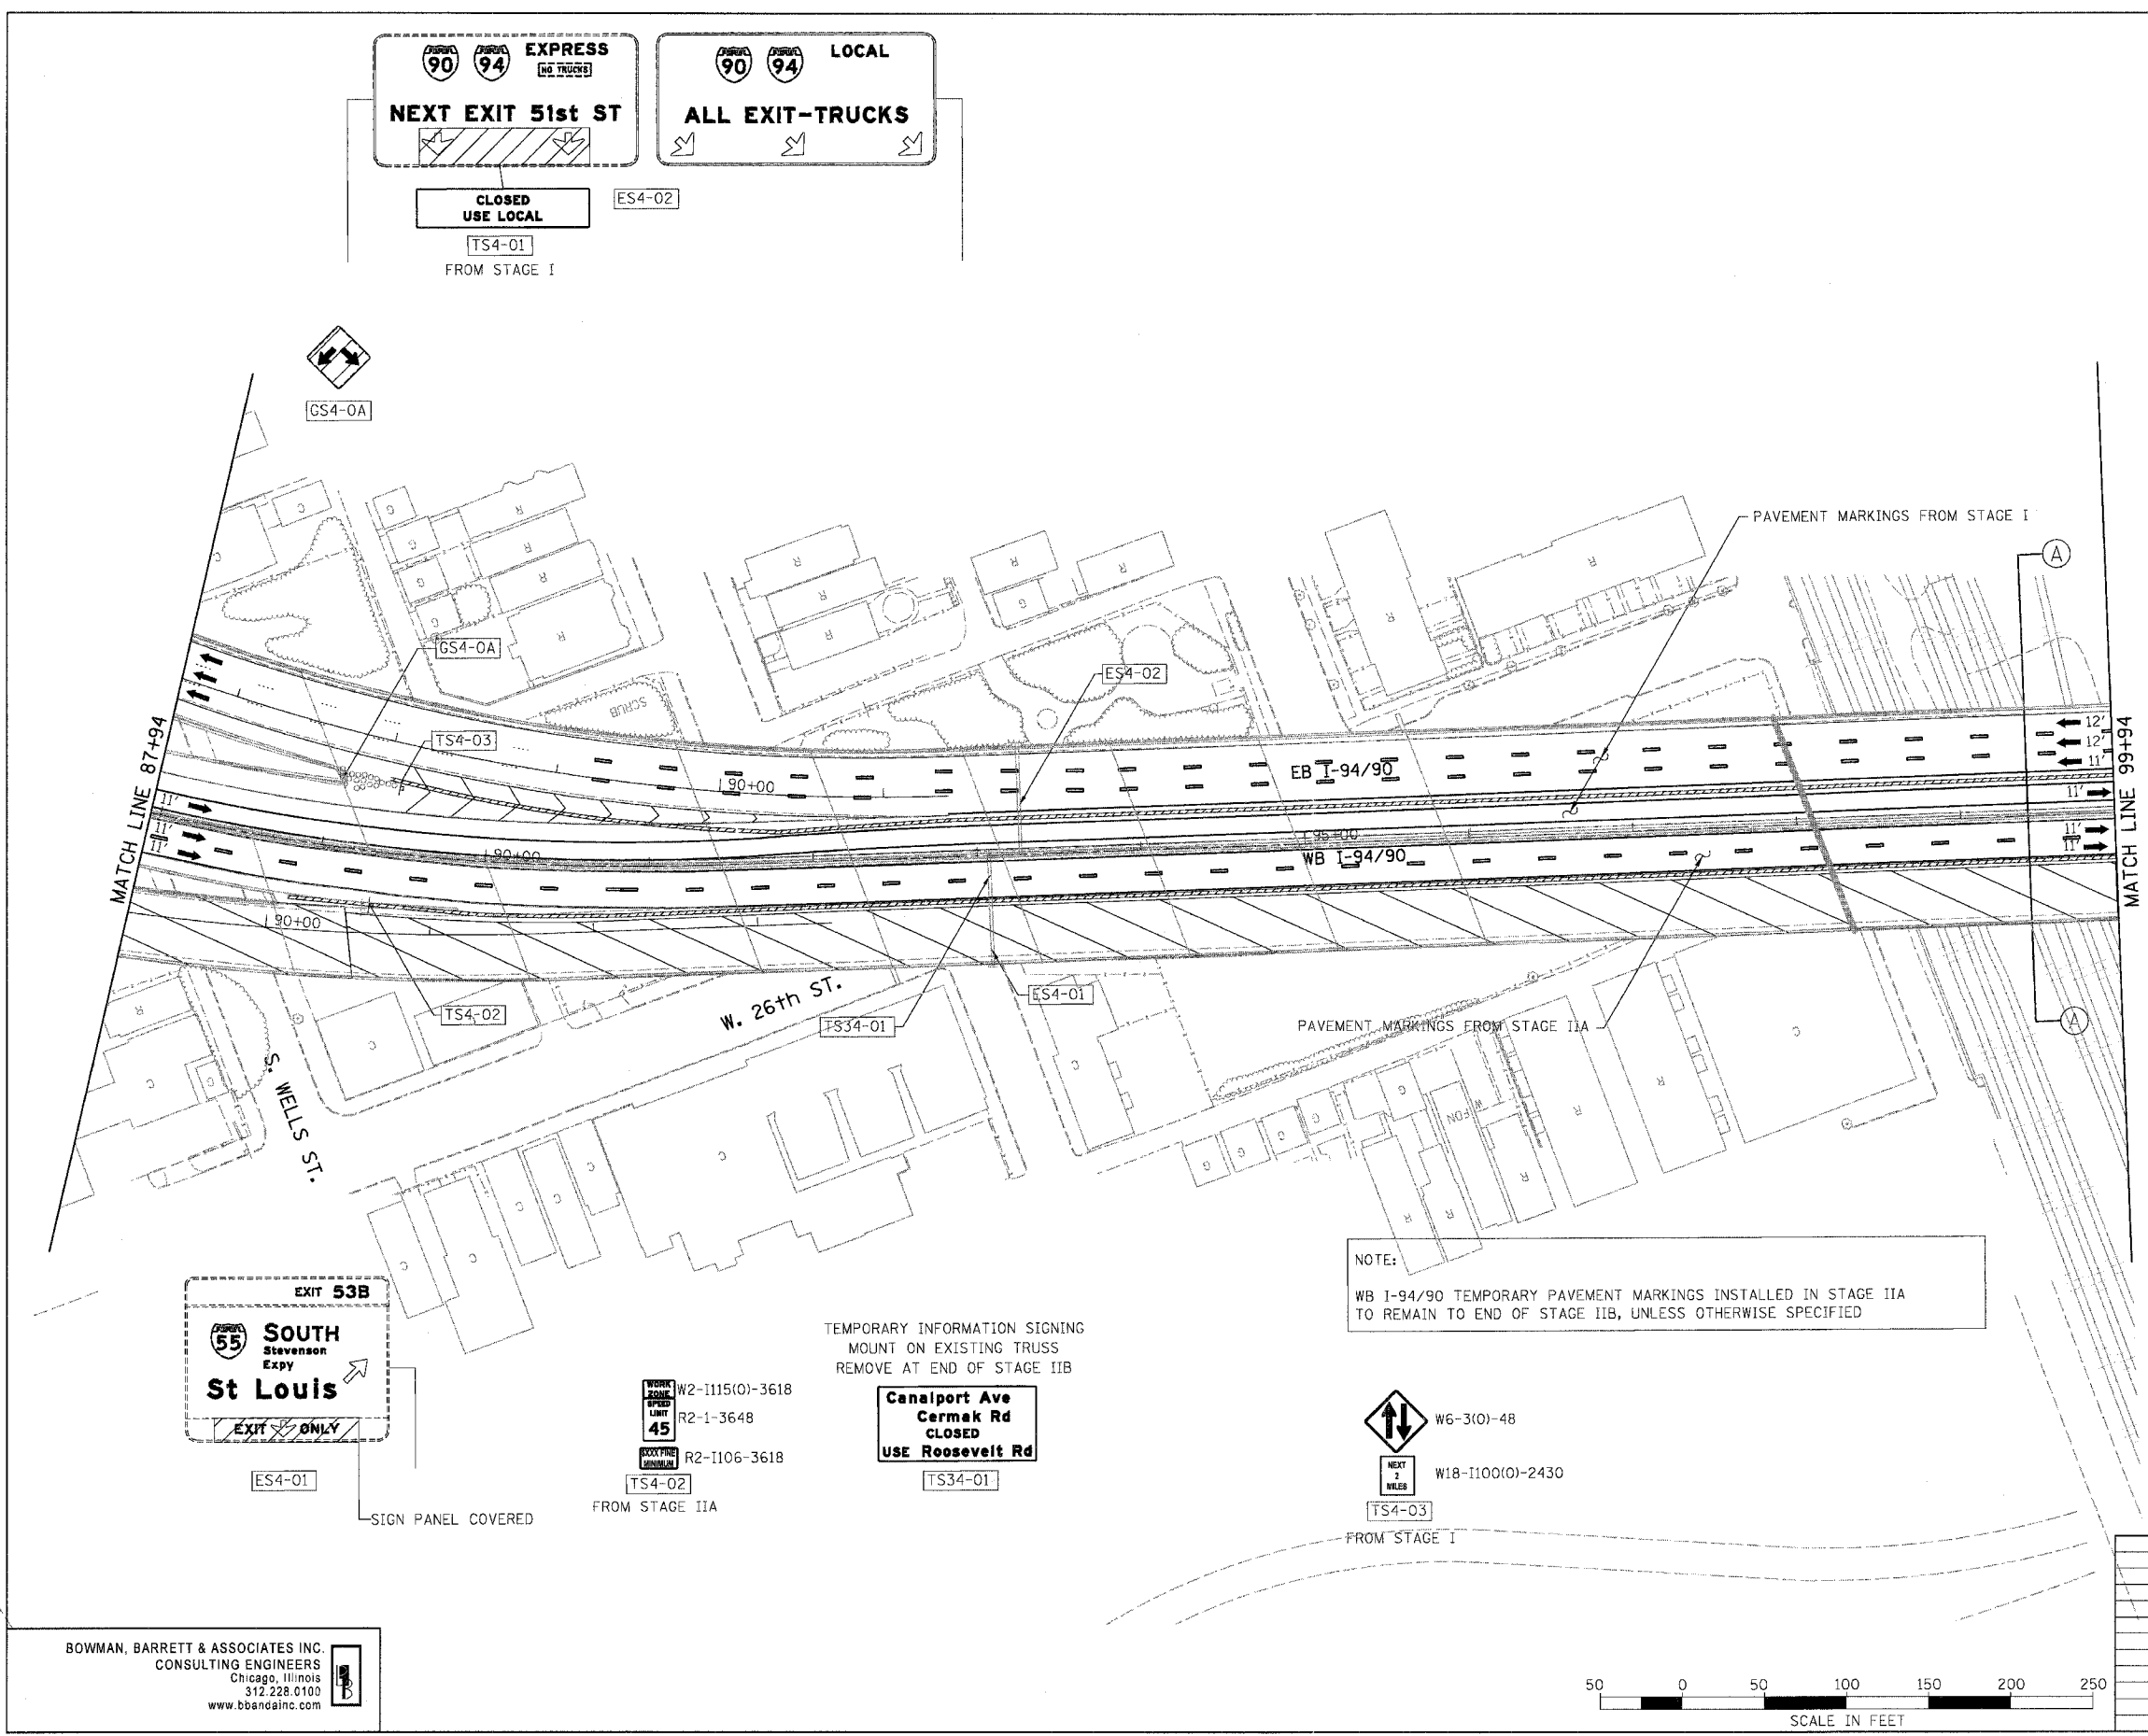 90 94 EXPRESS
NO TRUCKS
NEXT EXIT 51st ST
90 94 LOCAL
ALL EXIT-TRUCKS
CLOSED
USE LOCAL
ES4-02
TS4-01
FROM STAGE I
GS4-0A
PAVEMENT MARKINGS FROM STAGE I
A
GS4-0A
ES4-02
SCRUB
TS4-03
MATCH LINE 87+94
MATCH LINE 99+94
12'
12'
11'
11'
11'
11'
11'
11'
11'
EB I-94/90
90+00
95+00
90+00
WB I-94/90
90+00
TS4-02
W. 26th ST.
TS34-01
ES4-01
PAVEMENT MARKINGS FROM STAGE IIA
A
S. WELLS ST.
W FDN
NOTE:
WB I-94/90 TEMPORARY PAVEMENT MARKINGS INSTALLED IN STAGE IIA
TO REMAIN TO END OF STAGE IIB, UNLESS OTHERWISE SPECIFIED
EXIT 53B
55 SOUTH
Stevenson
Expy
St Louis
EXIT ONLY
ES4-01
SIGN PANEL COVERED
WORK
ZONE
W2-I115(O)-3618
SPEED
LIMIT
45
R2-1-3648
$XXX FINE
MINIMUM
R2-I106-3618
TS4-02
FROM STAGE IIA
TEMPORARY INFORMATION SIGNING
MOUNT ON EXISTING TRUSS
REMOVE AT END OF STAGE IIB
Canalport Ave
Cermak Rd
CLOSED
USE Roosevelt Rd
TS34-01
W6-3(O)-48
NEXT
2
MILES
W18-I100(O)-2430
TS4-03
FROM STAGE I
BOWMAN, BARRETT & ASSOCIATES INC.
CONSULTING ENGINEERS
Chicago, Illinois
312.228.0100
www.bbandainc.com
50 0 50 100 150 200 250
SCALE IN FEET